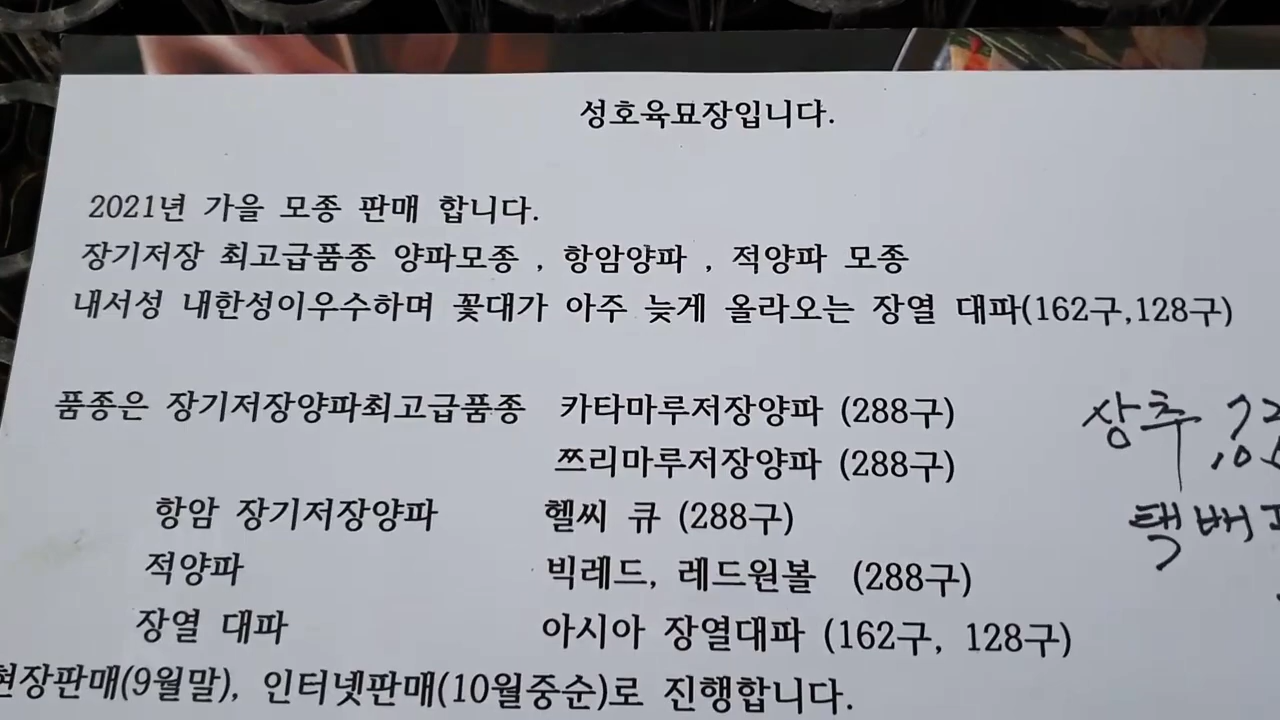 성호육묘장입니다.
2021년 가을 모종 판매 합니다.
장기저장 최고급품종 양파모종 , 항암양파 , 적양파 모종
내서성 내한성이우수하며 꽃대가 아주 늦게 올라오는 장열 대파(162구,128구)
품종은 장기저장양파최고급품종 카타마루저장양파 (288구)
쯔리마루저장양파 (288구)
항암 장기저장양파 헬씨 큐 (288구)
적양파 빅레드, 레드원볼 (288구)
장열 대파 아시아 장열대파 (162구, 128구)
현장판매(9월말), 인터넷판매(10월중순)로 진행합니다.
상추
택배